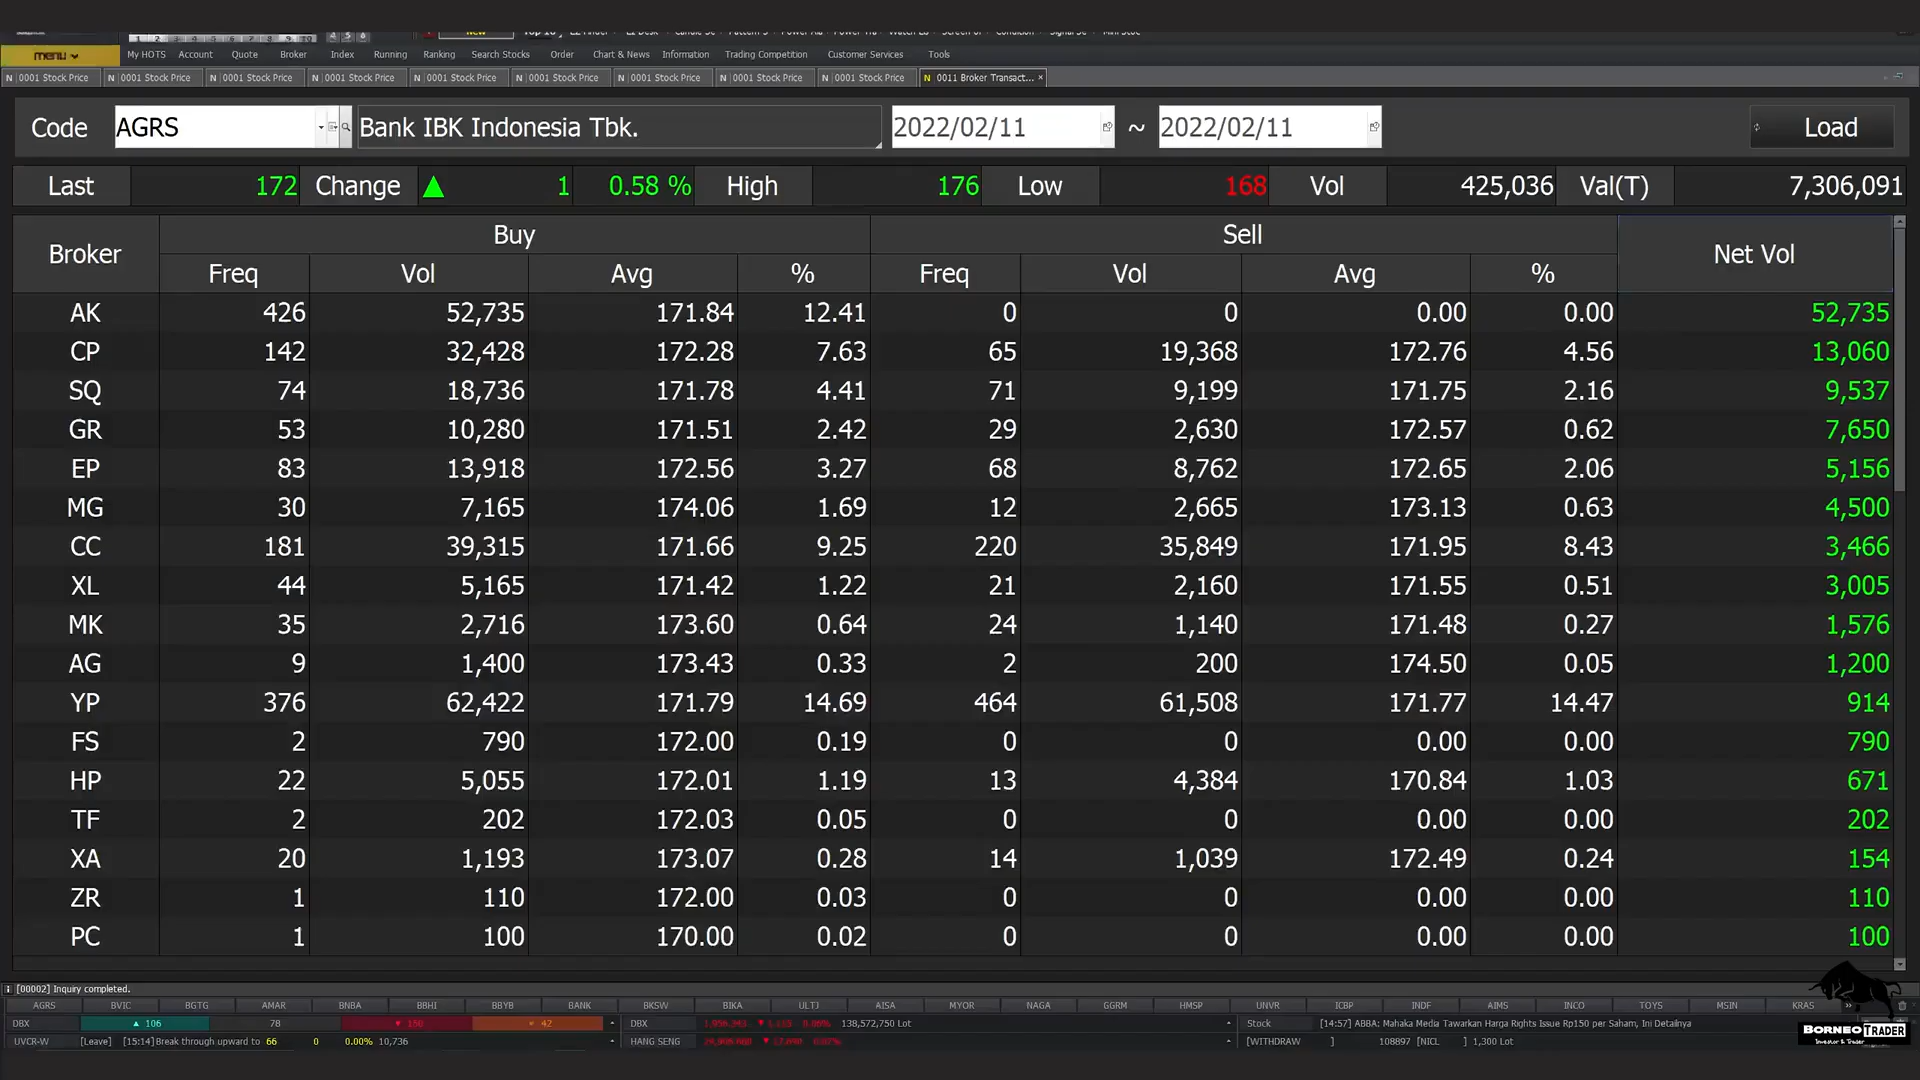 menu My HOTS Account Quote Broker Index Running Ranking Search Stocks Order Chart & News Information Trading Competition Customer Services Tools
N 0001 Stock Price N 0001 Stock Price N 0001 Stock Price N 0001 Stock Price N 0001 Stock Price N 0001 Stock Price N 0001 Stock Price N 0001 Stock Price N 0001 Stock Price N 0011 Broker Transact... ×
Code AGRS Bank IBK Indonesia Tbk. 2022/02/11 ~ 2022/02/11 Load
Last 172 Change ▲ 1 0.58 % High 176 Low 168 Vol 425,036 Val(T) 7,306,091
Broker Buy Sell Net Vol
Freq Vol Avg % Freq Vol Avg %
AK 426 52,735 171.84 12.41 0 0 0.00 0.00 52,735
CP 142 32,428 172.28 7.63 65 19,368 172.76 4.56 13,060
SQ 74 18,736 171.78 4.41 71 9,199 171.75 2.16 9,537
GR 53 10,280 171.51 2.42 29 2,630 172.57 0.62 7,650
EP 83 13,918 172.56 3.27 68 8,762 172.65 2.06 5,156
MG 30 7,165 174.06 1.69 12 2,665 173.13 0.63 4,500
CC 181 39,315 171.66 9.25 220 35,849 171.95 8.43 3,466
XL 44 5,165 171.42 1.22 21 2,160 171.55 0.51 3,005
MK 35 2,716 173.60 0.64 24 1,140 171.48 0.27 1,576
AG 9 1,400 173.43 0.33 2 200 174.50 0.05 1,200
YP 376 62,422 171.79 14.69 464 61,508 171.77 14.47 914
FS 2 790 172.00 0.19 0 0 0.00 0.00 790
HP 22 5,055 172.01 1.19 13 4,384 170.84 1.03 671
TF 2 202 172.03 0.05 0 0 0.00 0.00 202
XA 20 1,193 173.07 0.28 14 1,039 172.49 0.24 154
ZR 1 110 172.00 0.03 0 0 0.00 0.00 110
PC 1 100 170.00 0.02 0 0 0.00 0.00 100
[00002] Inquiry completed.
AGRS BVIC BGTG AMAR BNBA BBHI BBYB BANK BKSW BIKA ULTJ AISA MYOR NAGA GGRM HMSP UNVR ICBP INDF AIMS INCO TOYS MSIN KRAS
DBX ▲ 106 78 ▼ 150 42 DBX 138,572,750 Lot Stock [14:57] ABBA: Mahaka Media Tawarkan Harga Rights Issue Rp150 per Saham, Ini Detailnya
UVCR-W [Leave] [15:14]Break through upward to 66 0 0.00% 10,736 HANG SENG [WITHDRAW ] 108897 [NICL ] 1,300 Lot
BORNEO TRADER
Investor & Trader